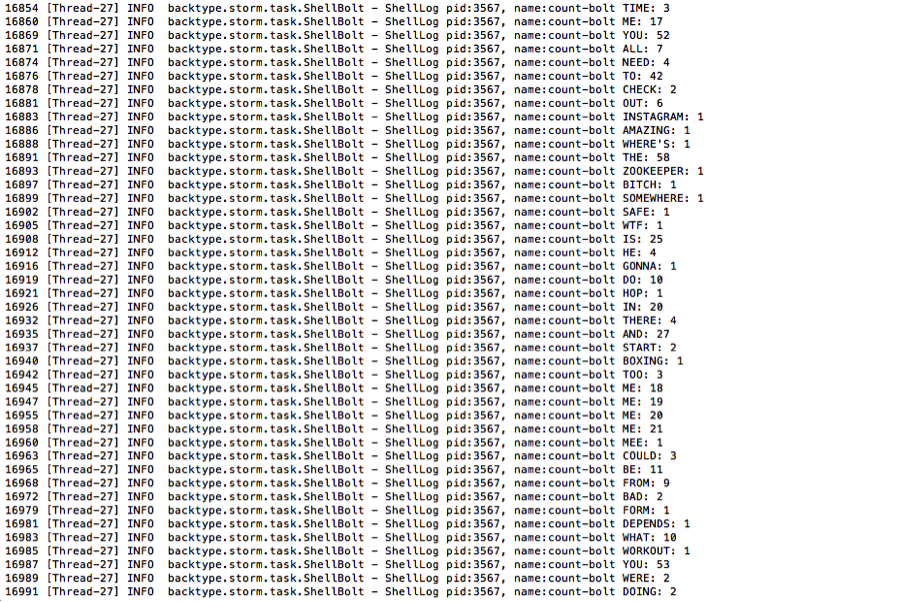 16854 [Thread-27] INFO  backtype.storm.task.ShellBolt - ShellLog pid:3567, name:count-bolt TIME: 3
16860 [Thread-27] INFO  backtype.storm.task.ShellBolt - ShellLog pid:3567, name:count-bolt ME: 17
16869 [Thread-27] INFO  backtype.storm.task.ShellBolt - ShellLog pid:3567, name:count-bolt YOU: 52
16871 [Thread-27] INFO  backtype.storm.task.ShellBolt - ShellLog pid:3567, name:count-bolt ALL: 7
16874 [Thread-27] INFO  backtype.storm.task.ShellBolt - ShellLog pid:3567, name:count-bolt NEED: 4
16876 [Thread-27] INFO  backtype.storm.task.ShellBolt - ShellLog pid:3567, name:count-bolt TO: 42
16878 [Thread-27] INFO  backtype.storm.task.ShellBolt - ShellLog pid:3567, name:count-bolt CHECK: 2
16881 [Thread-27] INFO  backtype.storm.task.ShellBolt - ShellLog pid:3567, name:count-bolt OUT: 6
16883 [Thread-27] INFO  backtype.storm.task.ShellBolt - ShellLog pid:3567, name:count-bolt INSTAGRAM: 1
16886 [Thread-27] INFO  backtype.storm.task.ShellBolt - ShellLog pid:3567, name:count-bolt AMAZING: 1
16888 [Thread-27] INFO  backtype.storm.task.ShellBolt - ShellLog pid:3567, name:count-bolt WHERE'S: 1
16891 [Thread-27] INFO  backtype.storm.task.ShellBolt - ShellLog pid:3567, name:count-bolt THE: 58
16893 [Thread-27] INFO  backtype.storm.task.ShellBolt - ShellLog pid:3567, name:count-bolt ZOOKEEPER: 1
16897 [Thread-27] INFO  backtype.storm.task.ShellBolt - ShellLog pid:3567, name:count-bolt BITCH: 1
16899 [Thread-27] INFO  backtype.storm.task.ShellBolt - ShellLog pid:3567, name:count-bolt SOMEWHERE: 1
16902 [Thread-27] INFO  backtype.storm.task.ShellBolt - ShellLog pid:3567, name:count-bolt SAFE: 1
16905 [Thread-27] INFO  backtype.storm.task.ShellBolt - ShellLog pid:3567, name:count-bolt WTF: 1
16908 [Thread-27] INFO  backtype.storm.task.ShellBolt - ShellLog pid:3567, name:count-bolt IS: 25
16912 [Thread-27] INFO  backtype.storm.task.ShellBolt - ShellLog pid:3567, name:count-bolt HE: 4
16916 [Thread-27] INFO  backtype.storm.task.ShellBolt - ShellLog pid:3567, name:count-bolt GONNA: 1
16919 [Thread-27] INFO  backtype.storm.task.ShellBolt - ShellLog pid:3567, name:count-bolt DO: 10
16921 [Thread-27] INFO  backtype.storm.task.ShellBolt - ShellLog pid:3567, name:count-bolt HOP: 1
16926 [Thread-27] INFO  backtype.storm.task.ShellBolt - ShellLog pid:3567, name:count-bolt IN: 20
16932 [Thread-27] INFO  backtype.storm.task.ShellBolt - ShellLog pid:3567, name:count-bolt THERE: 4
16935 [Thread-27] INFO  backtype.storm.task.ShellBolt - ShellLog pid:3567, name:count-bolt AND: 27
16937 [Thread-27] INFO  backtype.storm.task.ShellBolt - ShellLog pid:3567, name:count-bolt START: 2
16940 [Thread-27] INFO  backtype.storm.task.ShellBolt - ShellLog pid:3567, name:count-bolt BOXING: 1
16942 [Thread-27] INFO  backtype.storm.task.ShellBolt - ShellLog pid:3567, name:count-bolt TOO: 3
16945 [Thread-27] INFO  backtype.storm.task.ShellBolt - ShellLog pid:3567, name:count-bolt ME: 18
16947 [Thread-27] INFO  backtype.storm.task.ShellBolt - ShellLog pid:3567, name:count-bolt ME: 19
16955 [Thread-27] INFO  backtype.storm.task.ShellBolt - ShellLog pid:3567, name:count-bolt ME: 20
16958 [Thread-27] INFO  backtype.storm.task.ShellBolt - ShellLog pid:3567, name:count-bolt ME: 21
16960 [Thread-27] INFO  backtype.storm.task.ShellBolt - ShellLog pid:3567, name:count-bolt MEE: 1
16963 [Thread-27] INFO  backtype.storm.task.ShellBolt - ShellLog pid:3567, name:count-bolt COULD: 3
16965 [Thread-27] INFO  backtype.storm.task.ShellBolt - ShellLog pid:3567, name:count-bolt BE: 11
16968 [Thread-27] INFO  backtype.storm.task.ShellBolt - ShellLog pid:3567, name:count-bolt FROM: 9
16972 [Thread-27] INFO  backtype.storm.task.ShellBolt - ShellLog pid:3567, name:count-bolt BAD: 2
16979 [Thread-27] INFO  backtype.storm.task.ShellBolt - ShellLog pid:3567, name:count-bolt FORM: 1
16981 [Thread-27] INFO  backtype.storm.task.ShellBolt - ShellLog pid:3567, name:count-bolt DEPENDS: 1
16983 [Thread-27] INFO  backtype.storm.task.ShellBolt - ShellLog pid:3567, name:count-bolt WHAT: 10
16985 [Thread-27] INFO  backtype.storm.task.ShellBolt - ShellLog pid:3567, name:count-bolt WORKOUT: 1
16987 [Thread-27] INFO  backtype.storm.task.ShellBolt - ShellLog pid:3567, name:count-bolt YOU: 53
16989 [Thread-27] INFO  backtype.storm.task.ShellBolt - ShellLog pid:3567, name:count-bolt WERE: 2
16991 [Thread-27] INFO  backtype.storm.task.ShellBolt - ShellLog pid:3567, name:count-bolt DOING: 2